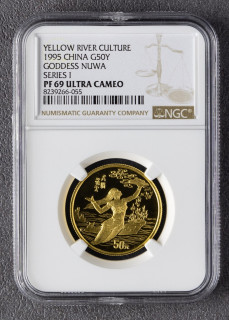 YELLOW RIVER CULTURE
1995 CHINA G50Y
GODDESS NUWA
SERIES I
PF 69 ULTRA CAMEO
8239266-055
NGC
NUMISMATIC GUARANTY COMPANY
50元